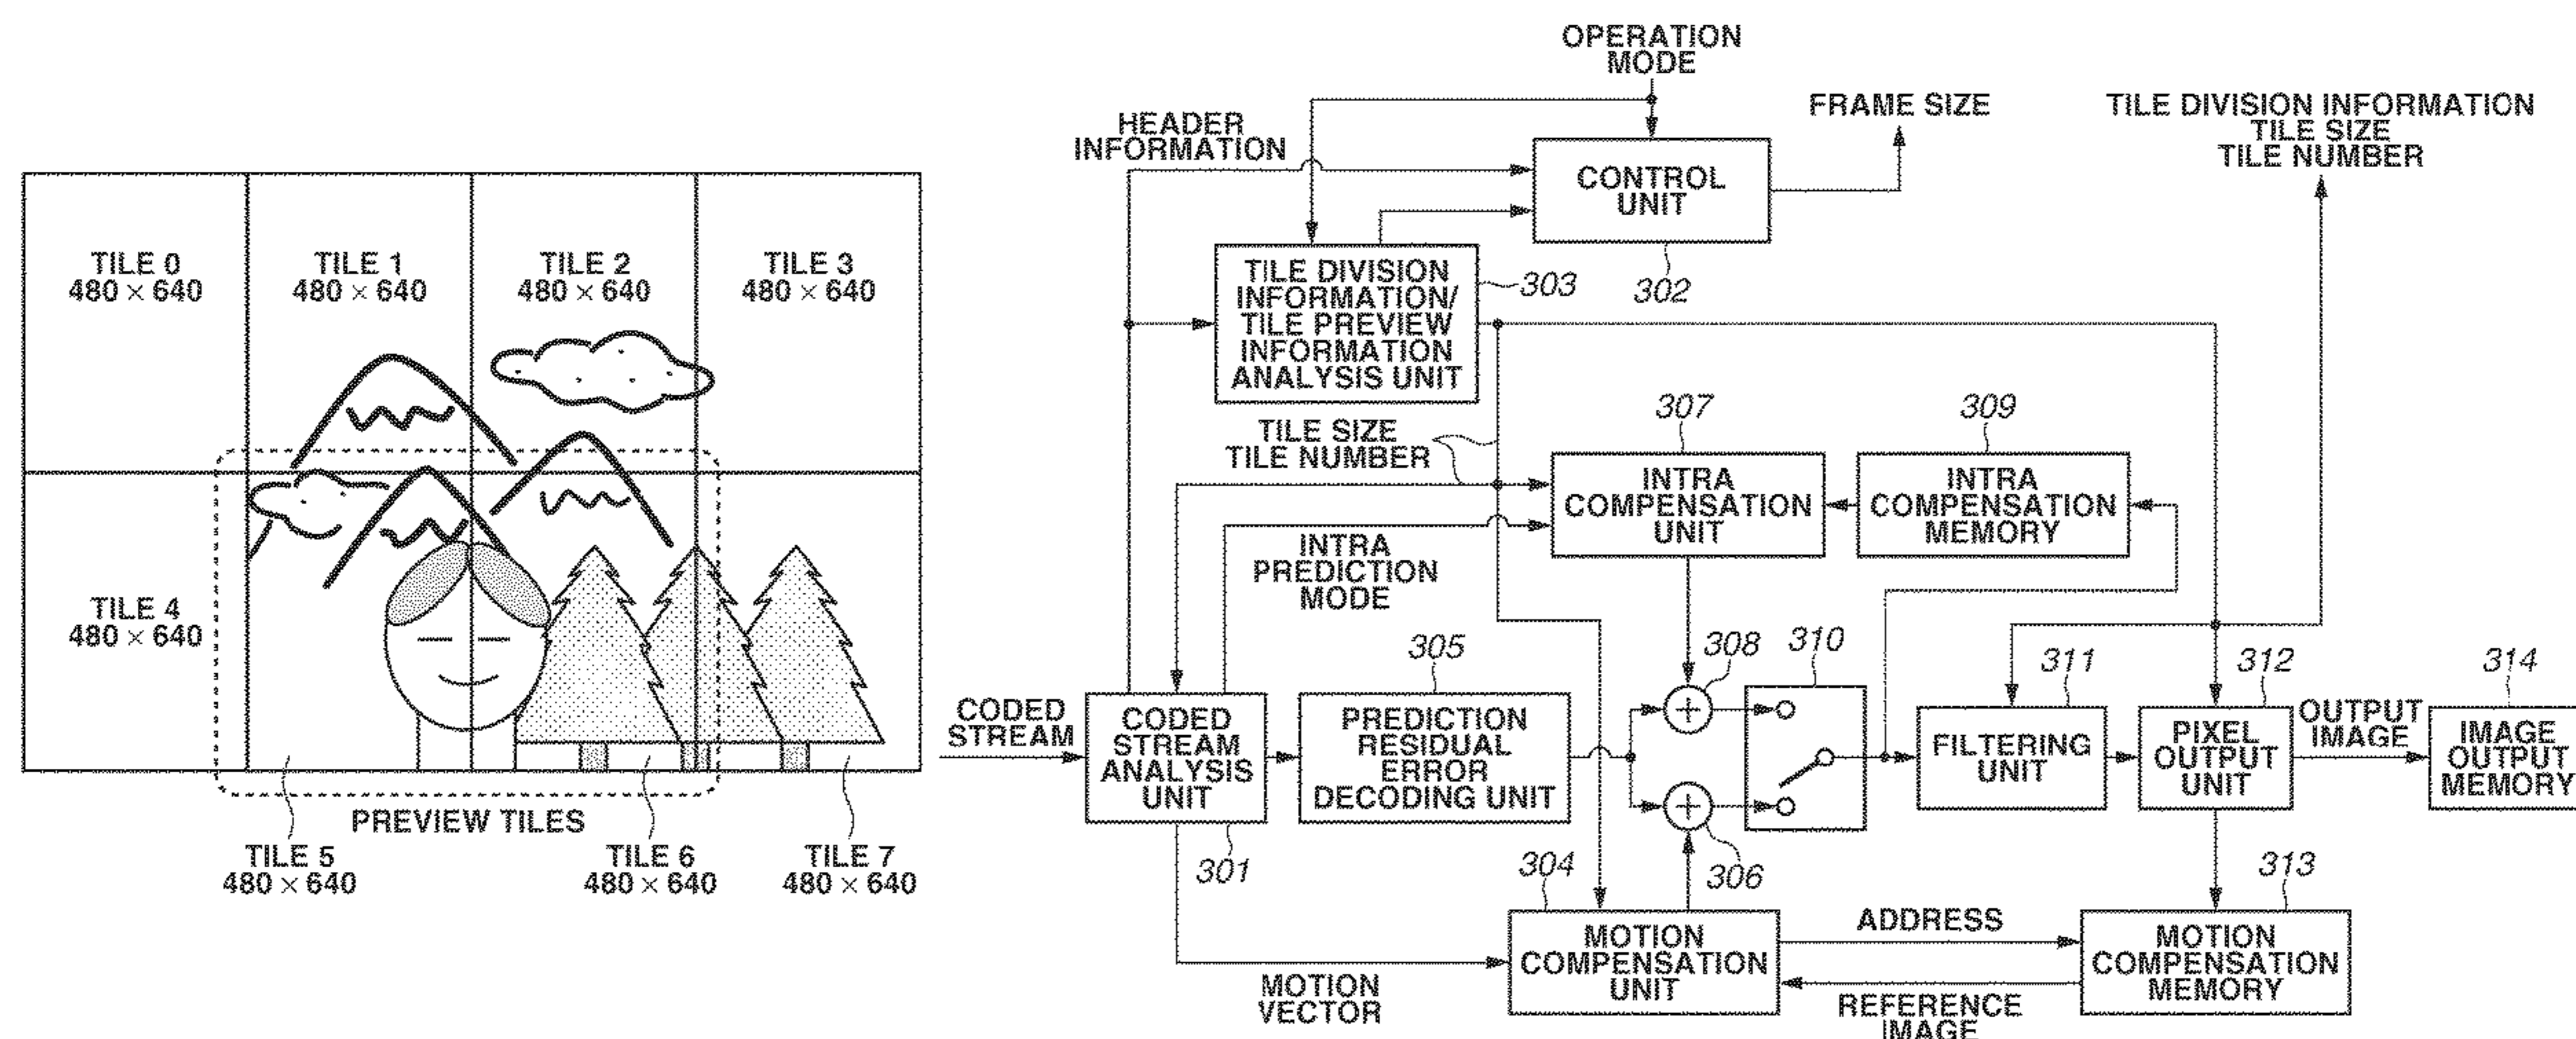 TILE 0
480 × 640
TILE 1
480 × 640
TILE 2
480 × 640
TILE 3
480 × 640
TILE 4
480 × 640
PREVIEW TILES
TILE 5
480 × 640
TILE 6
480 × 640
TILE 7
480 × 640
OPERATION
MODE
HEADER
INFORMATION
FRAME SIZE
TILE DIVISION INFORMATION
TILE SIZE
TILE NUMBER
CONTROL
UNIT
302
TILE DIVISION
INFORMATION/
TILE PREVIEW
INFORMATION
ANALYSIS UNIT
303
TILE SIZE
TILE NUMBER
307
INTRA
COMPENSATION
UNIT
309
INTRA
COMPENSATION
MEMORY
INTRA
PREDICTION
MODE
CODED
STREAM
CODED
STREAM
ANALYSIS
UNIT
301
305
PREDICTION
RESIDUAL
ERROR
DECODING UNIT
308
306
310
311
FILTERING
UNIT
312
PIXEL
OUTPUT
UNIT
OUTPUT
IMAGE
314
IMAGE
OUTPUT
MEMORY
MOTION
VECTOR
304
MOTION
COMPENSATION
UNIT
ADDRESS
REFERENCE
IMAGE
313
MOTION
COMPENSATION
MEMORY